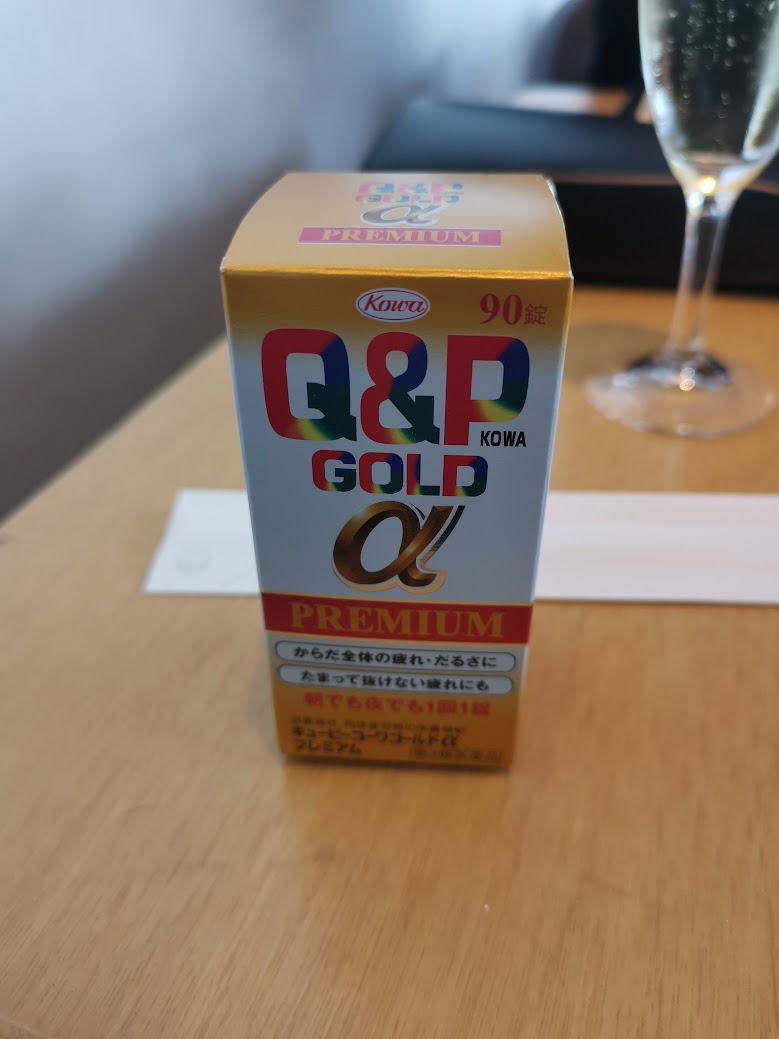 Q&P
GOLD
α
PREMIUM
Kowa
90錠
Q&P
KOWA
GOLD
α
PREMIUM
からだ全体の疲れ・だるさに
たまって抜けない疲れにも
朝でも夜でも1回1錠
キューピーコーワゴールドα
プレミアム